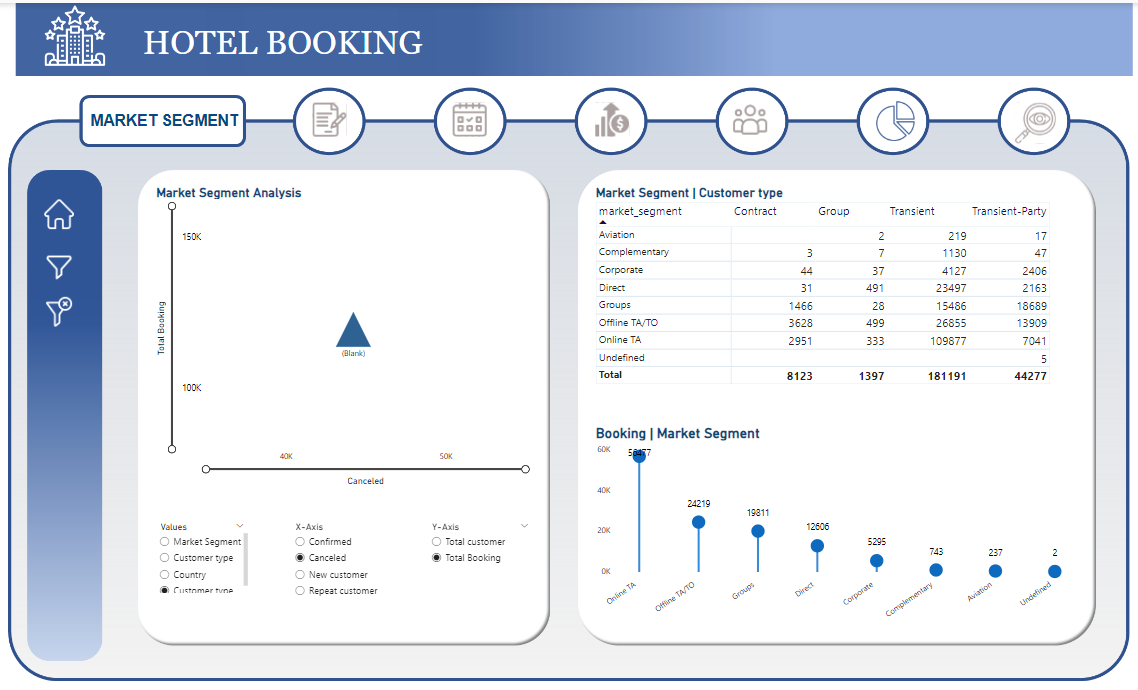 HOTEL BOOKING
MARKET SEGMENT
Market Segment Analysis
150K
100K
Total Booking
(Blank)
40K 50K
Canceled
Values
Market Segment
Customer type
Country
Customer type
X-Axis
Confirmed
Canceled
New customer
Repeat customer
Y-Axis
Total customer
Total Booking
Market Segment | Customer type
market_segment Contract Group Transient Transient-Party
Aviation 2 219 17
Complementary 3 7 1130 47
Corporate 44 37 4127 2406
Direct 31 491 23497 2163
Groups 1466 28 15486 18689
Offline TA/TO 3628 499 26855 13909
Online TA 2951 333 109877 7041
Undefined 5
Total 8123 1397 181191 44277
Booking | Market Segment
60K
40K
20K
0K
24219
19811
12606
5295
743
237
2
Online TA
Offline TA/TO
Groups
Direct
Corporate
Complementary
Aviation
Undefined